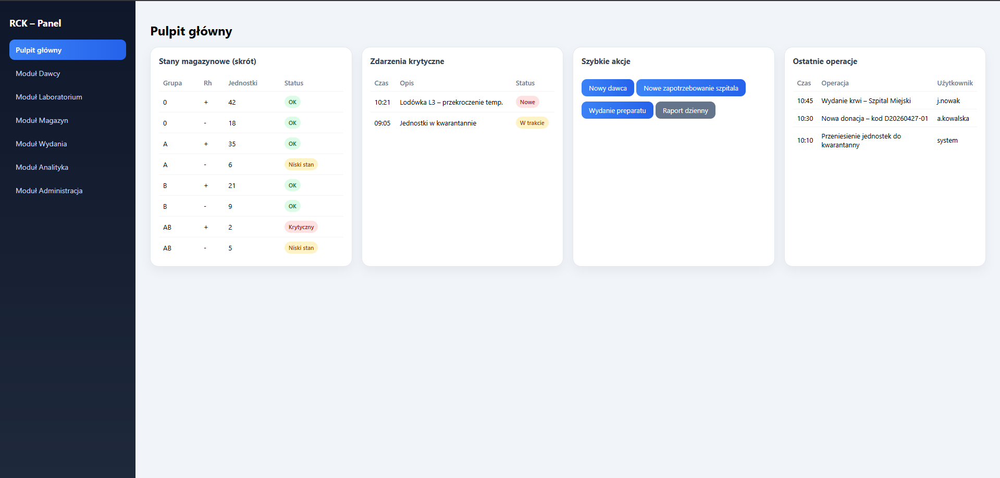 RCK – Panel
Pulpit główny
Moduł Dawcy
Moduł Laboratorium
Moduł Magazyn
Moduł Wydania
Moduł Analityka
Moduł Administracja
Pulpit główny
Stany magazynowe (skrót)
Grupa Rh Jednostki Status
0 + 42 OK
0 - 18 OK
A + 35 OK
A - 6 Niski stan
B + 21 OK
B - 9 OK
AB + 2 Krytyczny
AB - 5 Niski stan
Zdarzenia krytyczne
Czas Opis Status
10:21 Lodówka L3 – przekroczenie temp. Nowe
09:05 Jednostki w kwarantannie W trakcie
Szybkie akcje
Nowy dawca Nowe zapotrzebowanie szpitala
Wydanie preparatu Raport dzienny
Ostatnie operacje
Czas Operacja Użytkownik
10:45 Wydanie krwi – Szpital Miejski j.nowak
10:30 Nowa donacja – kod D20260427-01 a.kowalska
10:10 Przeniesienie jednostek do
kwarantanny system